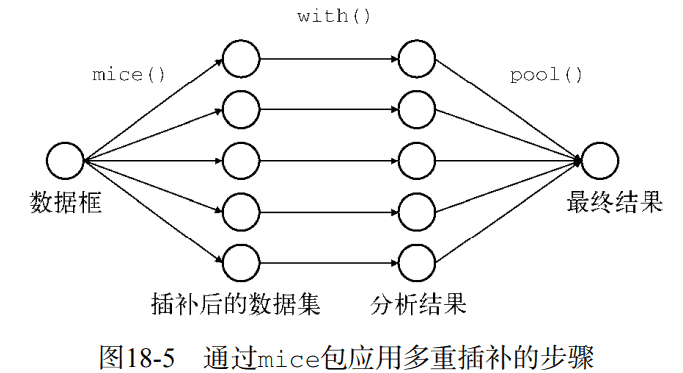 with()
mice()
pool()
数据框
最终结果
插补后的数据集
分析结果
图18-5 通过mice包应用多重插补的步骤